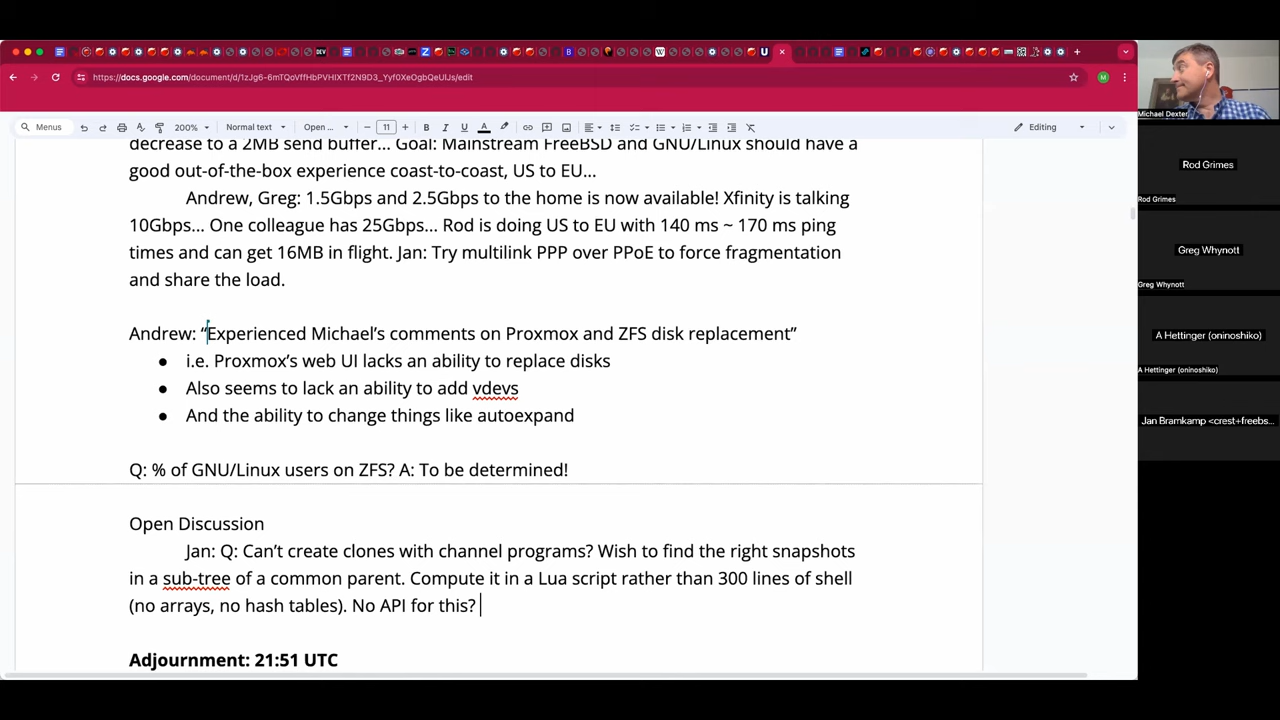 https://docs.google.com/document/d/1zJg6-6mTQoVffHbPVHIXTf2N9D3_Yyf0XeOgbQeUlJs/edit
M
Menus
200%
Normal text
Open ...
11
Editing
decrease to a 2MB send buffer... Goal: Mainstream FreeBSD and GNU/Linux should have a
good out-of-the-box experience coast-to-coast, US to EU...
Andrew, Greg: 1.5Gbps and 2.5Gbps to the home is now available! Xfinity is talking
10Gbps... One colleague has 25Gbps... Rod is doing US to EU with 140 ms ~ 170 ms ping
times and can get 16MB in flight. Jan: Try multilink PPP over PPoE to force fragmentation
and share the load.
Andrew: “Experienced Michael’s comments on Proxmox and ZFS disk replacement”
● i.e. Proxmox’s web UI lacks an ability to replace disks
● Also seems to lack an ability to add vdevs
● And the ability to change things like autoexpand
Q: % of GNU/Linux users on ZFS? A: To be determined!
Open Discussion
Jan: Q: Can’t create clones with channel programs? Wish to find the right snapshots
in a sub-tree of a common parent. Compute it in a Lua script rather than 300 lines of shell
(no arrays, no hash tables). No API for this?
Adjournment: 21:51 UTC
Michael Dexter
Rod Grimes
Rod Grimes
Greg Whynott
Greg Whynott
A Hettinger (oninoshiko)
A Hettinger (oninoshiko)
Jan Bramkamp <crest+freebs...